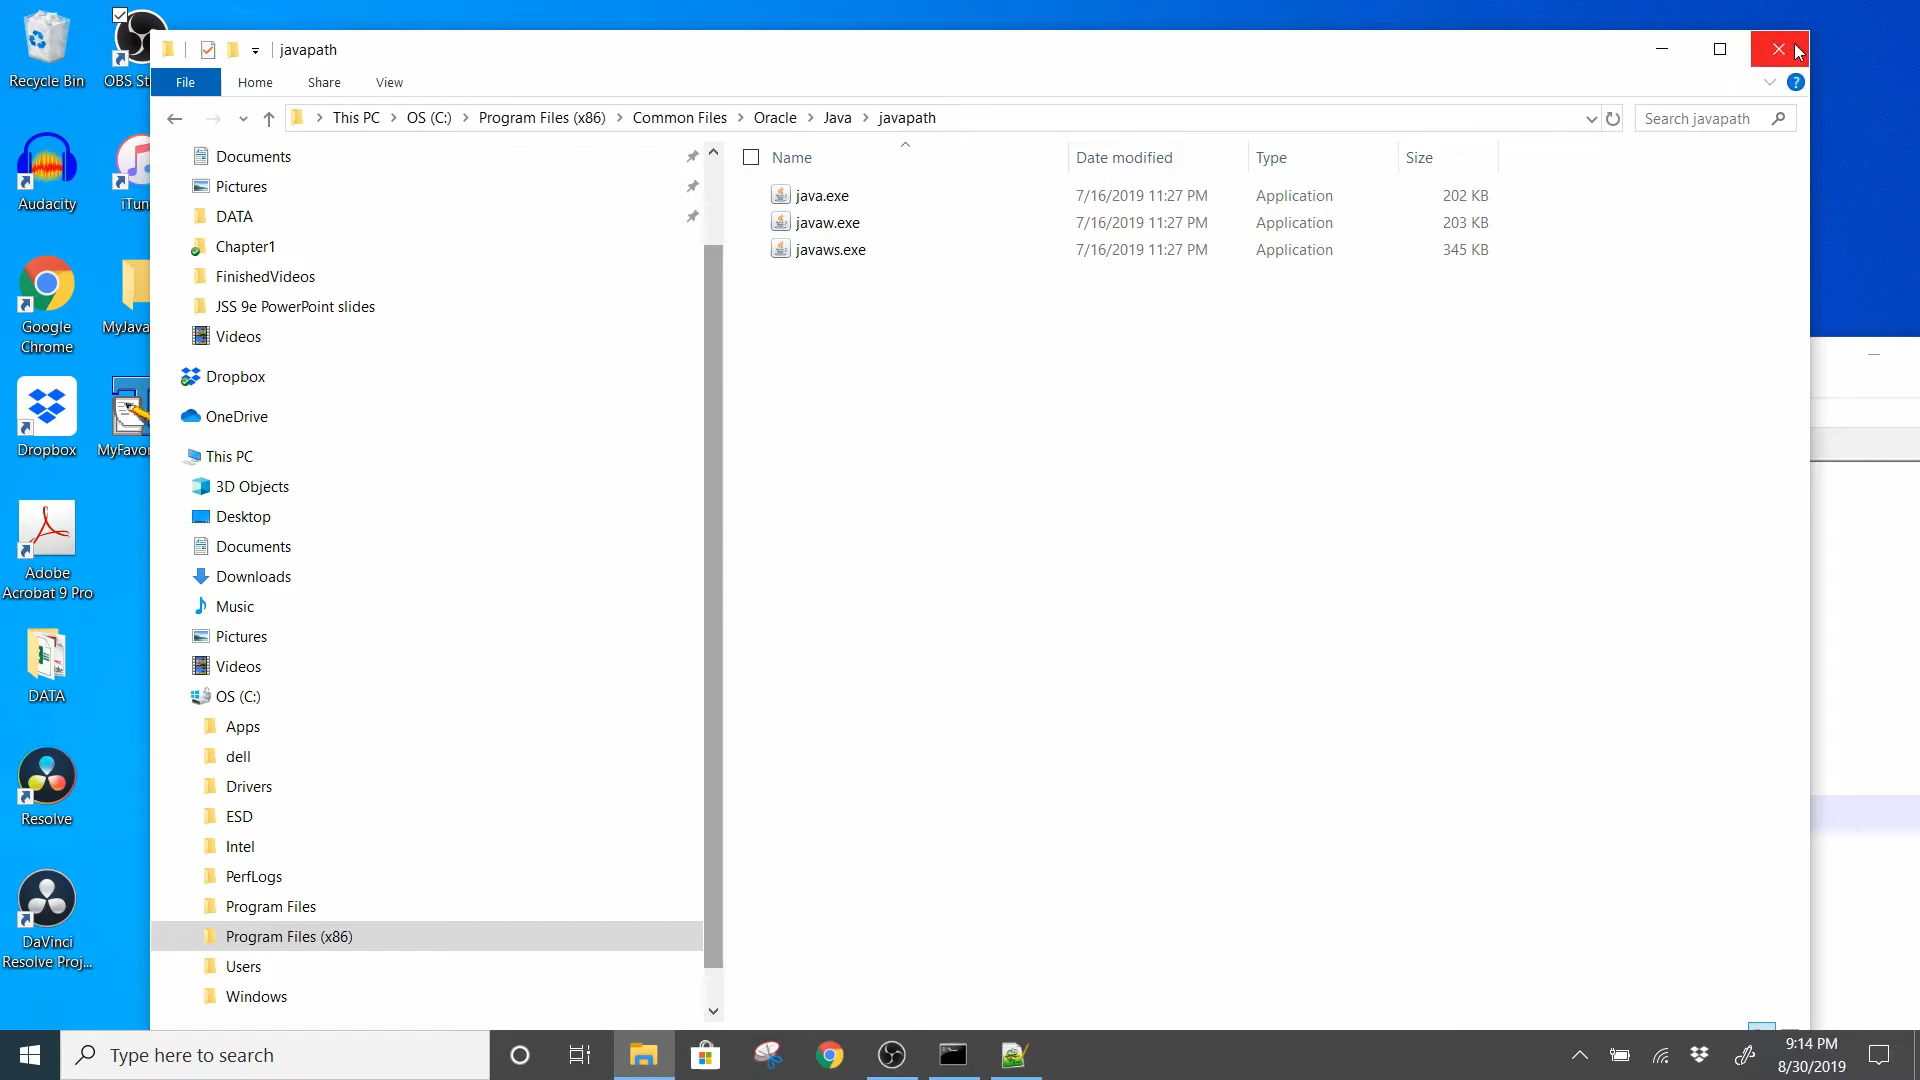 javapath
File Home Share View
This PC OS (C:) Program Files (x86) Common Files Oracle Java javapath
Search javapath
Name Date modified Type Size
java.exe 7/16/2019 11:27 PM Application 202 KB
javaw.exe 7/16/2019 11:27 PM Application 203 KB
javaws.exe 7/16/2019 11:27 PM Application 345 KB
Documents
Pictures
DATA
Chapter1
FinishedVideos
JSS 9e PowerPoint slides
Videos
Dropbox
OneDrive
This PC
3D Objects
Desktop
Documents
Downloads
Music
Pictures
Videos
OS (C:)
Apps
dell
Drivers
ESD
Intel
PerfLogs
Program Files
Program Files (x86)
Users
Windows
Recycle Bin
OBS St
Audacity
iTun
Google
Chrome
MyJava
Dropbox
MyFavor
Adobe
Acrobat 9 Pro
DATA
Resolve
DaVinci
Resolve Proj...
Type here to search
9:14 PM
8/30/2019